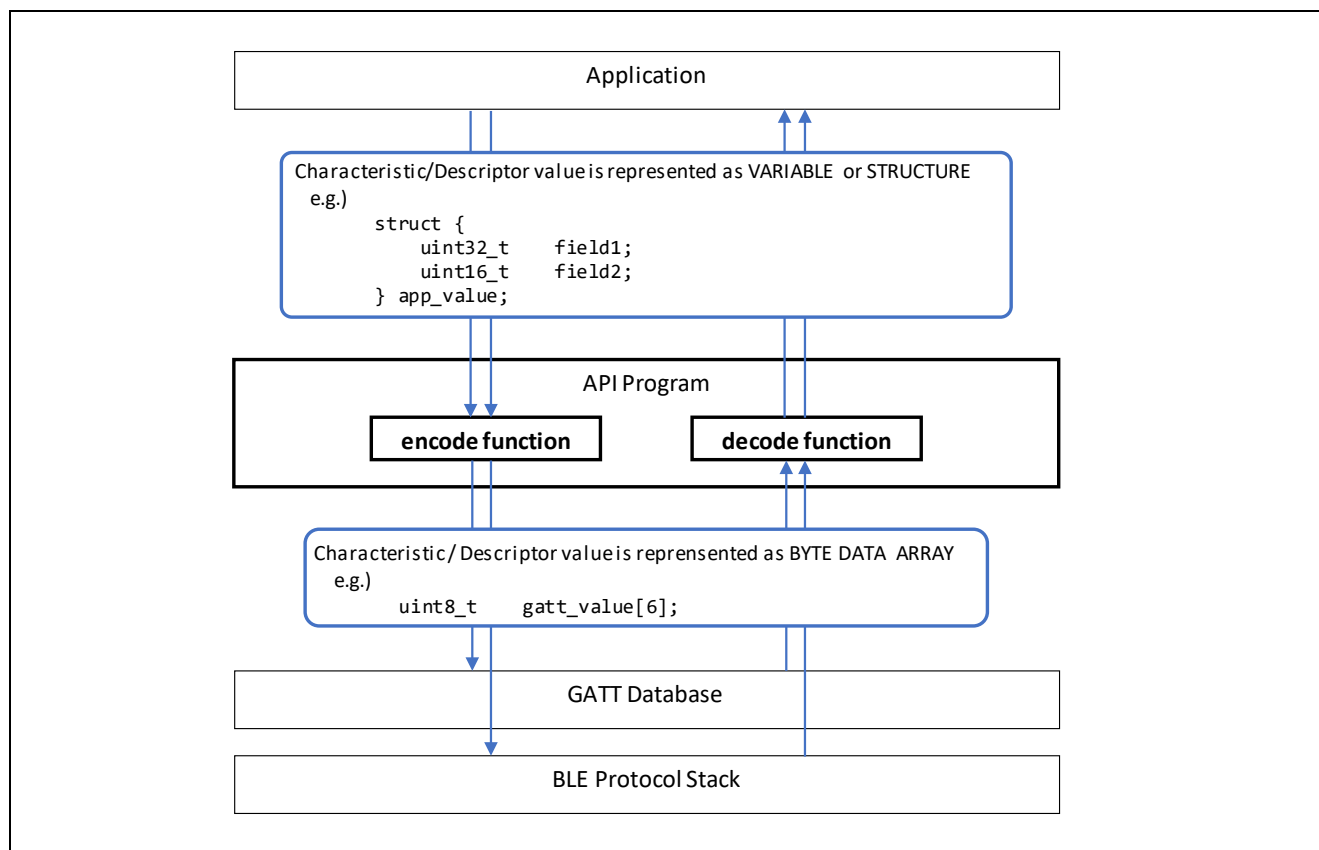 Application
Characteristic/Descriptor value is represented as VARIABLE or STRUCTURE
e.g.)
struct {
uint32_t field1;
uint16_t field2;
} app_value;
API Program
encode function
decode function
Characteristic/ Descriptor value is reprensented as BYTE DATA ARRAY
e.g.)
uint8_t gatt_value[6];
GATT Database
BLE Protocol Stack